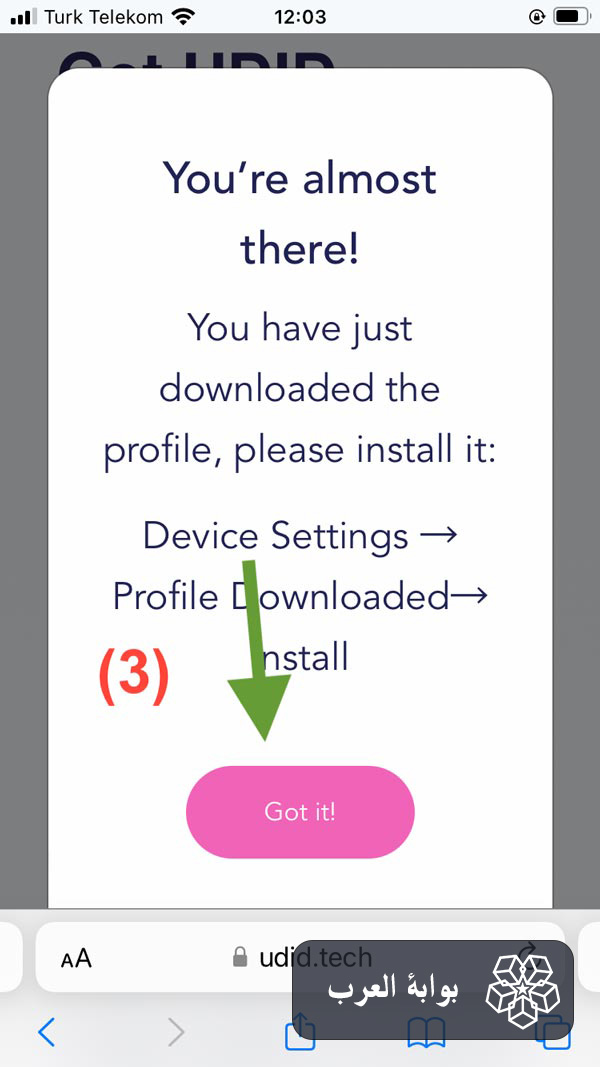 Turk Telekom 12:03
Get UDID
You’re almost
there!
You have just
downloaded the
profile, please install it:
Device Settings →
Profile Downloaded→
Install
(3)
Got it!
AA udid.tech
بوابة العرب